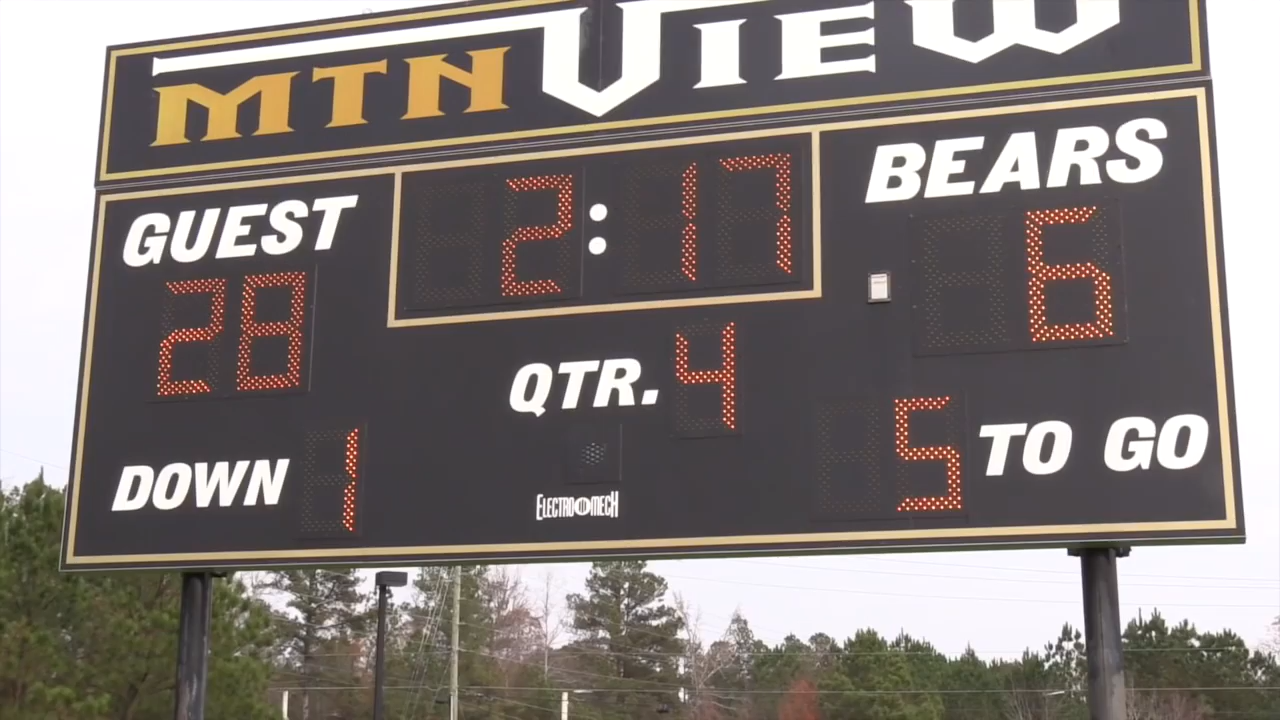 MTN VIEW
GUEST 2:17 BEARS
28 6
QTR. 4
DOWN 1 5 TO GO
ELECTRO MECH